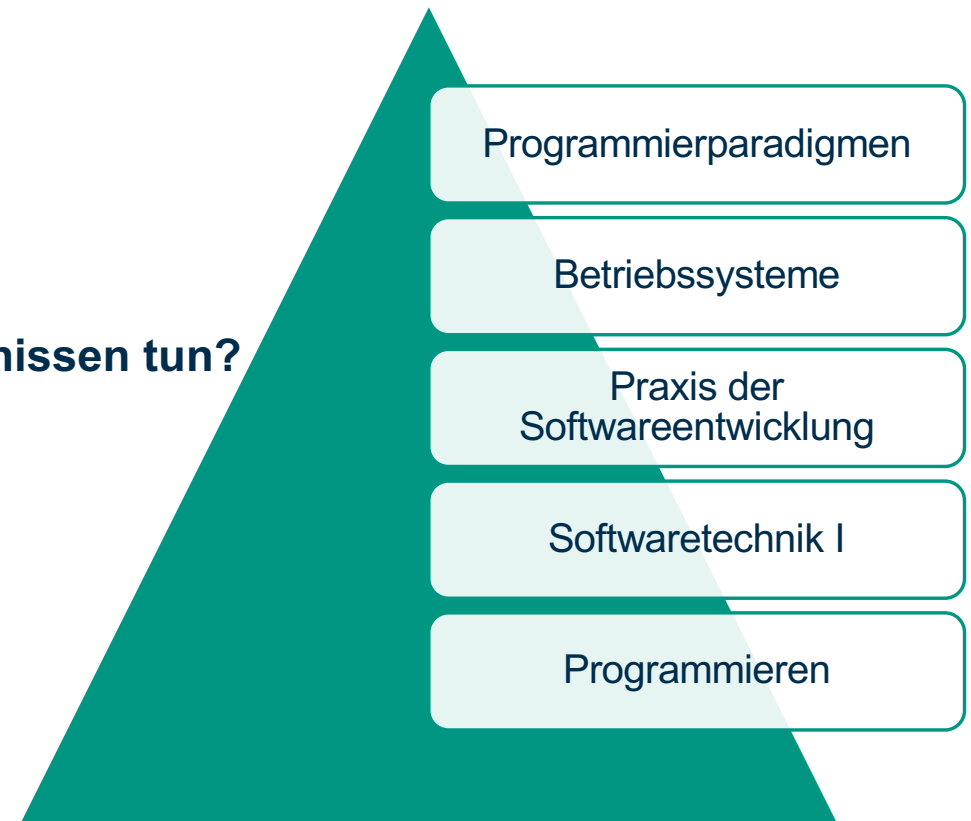 Programmierparadigmen
Betriebssysteme
nissen tun?
Praxis der
Softwareentwicklung
Softwaretechnik I
Programmieren